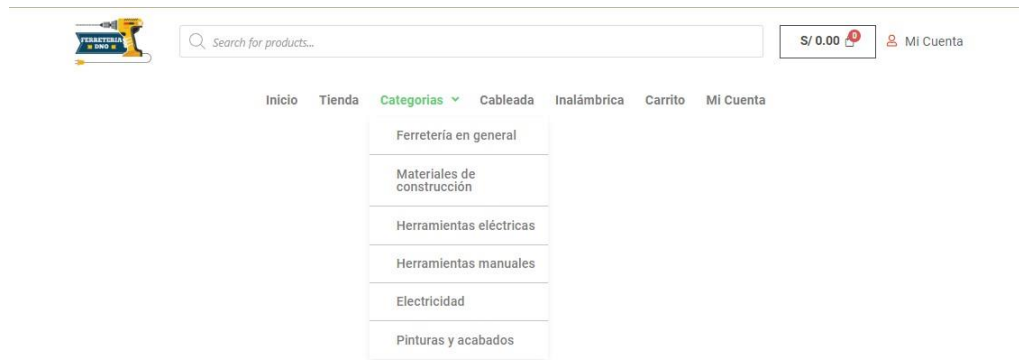 FERRETERIA
DNO
Search for products...
S/ 0.00 0
Mi Cuenta
Inicio Tienda Categorias Cableada Inalámbrica Carrito Mi Cuenta
Ferretería en general
Materiales de
construcción
Herramientas eléctricas
Herramientas manuales
Electricidad
Pinturas y acabados